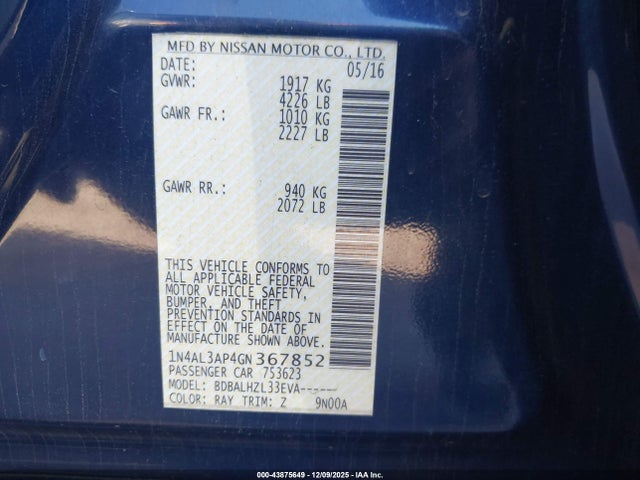 MFD BY NISSAN MOTOR CO., LTD.
DATE: 05/16
GVWR: 1917 KG
4226 LB
GAWR FR.: 1010 KG
2227 LB
GAWR RR.: 940 KG
2072 LB
THIS VEHICLE CONFORMS TO
ALL APPLICABLE FEDERAL
MOTOR VEHICLE SAFETY,
BUMPER, AND THEFT
PREVENTION STANDARDS IN
EFFECT ON THE DATE OF
MANUFACTURE SHOWN ABOVE.
1N4AL3AP4GN367852
PASSENGER CAR 753623
MODEL: BDBALHZL33EVA-----
COLOR: RAY TRIM: Z 9N00A
000-43875649 - 12/09/2025 - IAA Inc.